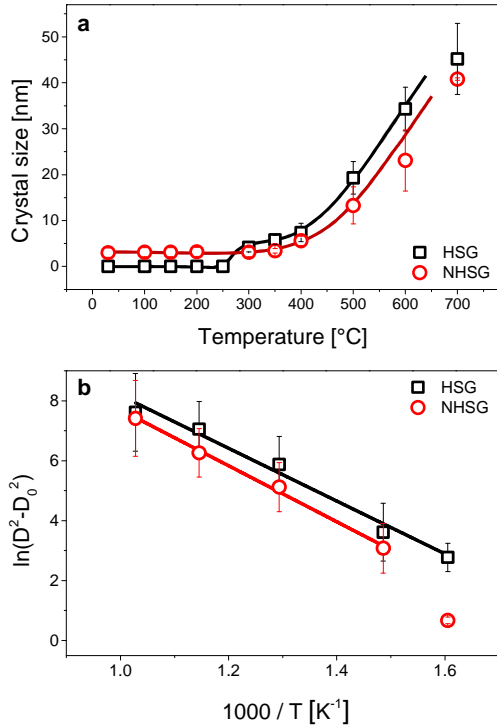 a
50
40
30
20
10
0
Crystal size [nm]
HSG
NHSG
0 100 200 300 400 500 600 700
Temperature [°C]
b
HSG
NHSG
8
6
4
2
0
ln(D²-D₀²)
1.0 1.2 1.4 1.6
1000 / T [K⁻¹]